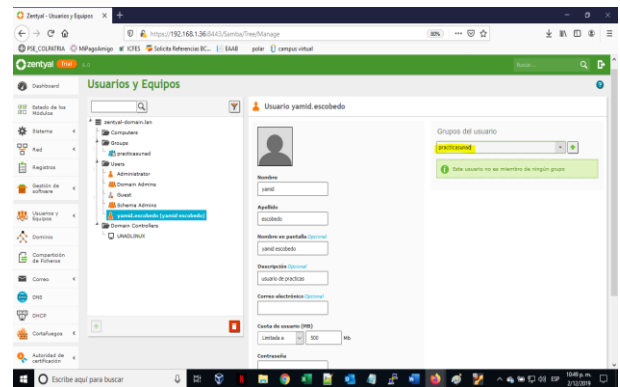 Zentyal - Usuarios y Equipos
https://192.168.1.36:8443/Samba/Tree/Manage
80%
PSE_COLPATRIA
MiPagoAmigo
ICFES
Solicita Referencias BC...
EAAB
polar
campus virtual
zentyal
Trial
Buscar...
Dashboard
Estado de los
Módulos
Sistema
Red
Registros
Gestión de
software
Usuarios y
Equipos
Dominio
Compartición
de Ficheros
Correo
DNS
DHCP
Cortafuegos
Autoridad de
certificación
Usuarios y Equipos
zentyal-domain.lan
Computers
Groups
practicasunad
Users
Administrator
Domain Admins
Guest
Schema Admins
yamid.escobedo (yamid escobedo)
Domain Controllers
Usuario yamid.escobedo
Nombre
yamid
Apellido
escobedo
Nombre en pantalla Opcional
yamid escobedo
Descripción Opcional
usuario de practicas
Correo electrónico Opcional
Cuota de usuario (MB)
Limitada a
500
Mb
Contraseña
Grupos del usuario
practicasunad
Este usuario no es miembro de ningún grupo
Escribe aquí para buscar
ESP
10:49 p. m.
2/12/2019